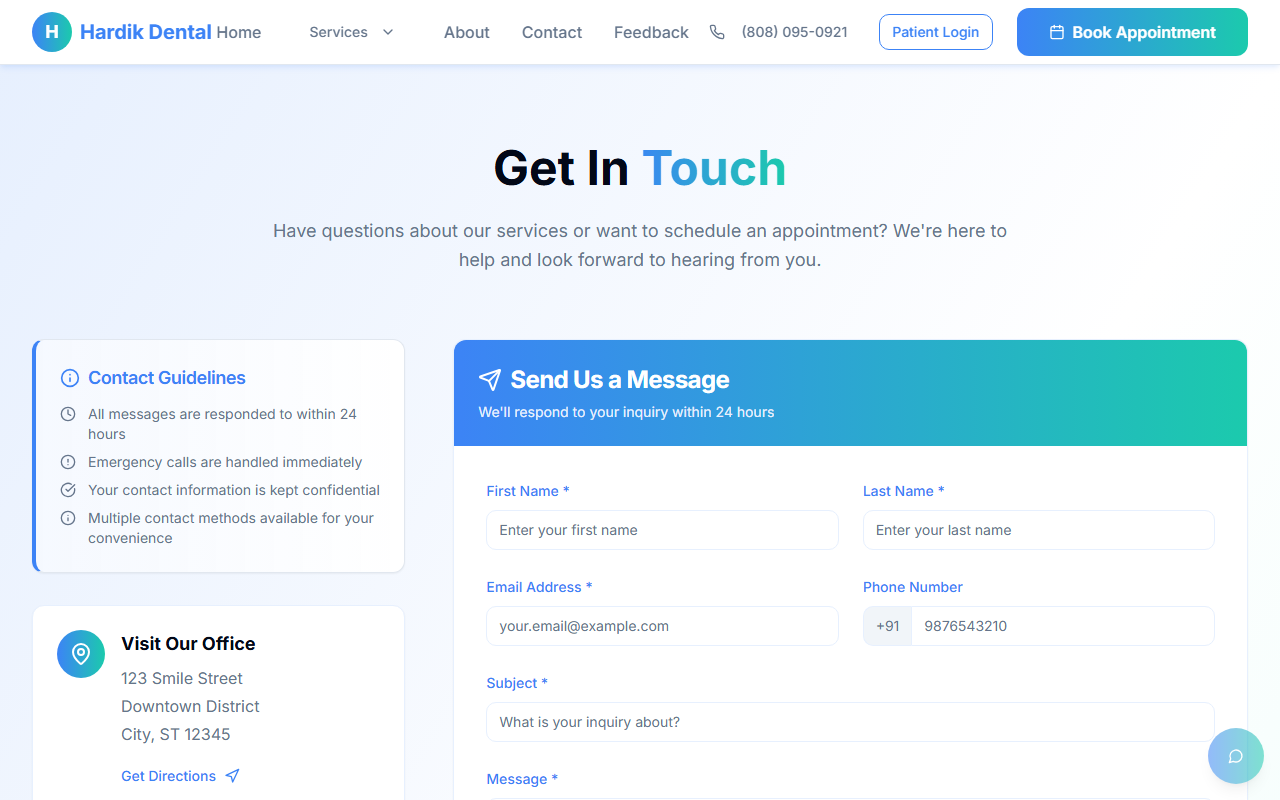 H Hardik Dental Home Services About Contact Feedback (808) 095-0921 Patient Login Book Appointment
Get In Touch
Have questions about our services or want to schedule an appointment? We're here to
help and look forward to hearing from you.
Contact Guidelines
All messages are responded to within 24
hours
Emergency calls are handled immediately
Your contact information is kept confidential
Multiple contact methods available for your
convenience
Visit Our Office
123 Smile Street
Downtown District
City, ST 12345
Get Directions
Send Us a Message
We'll respond to your inquiry within 24 hours
First Name * Last Name *
Enter your first name Enter your last name
Email Address * Phone Number
your.email@example.com +91 9876543210
Subject *
What is your inquiry about?
Message *